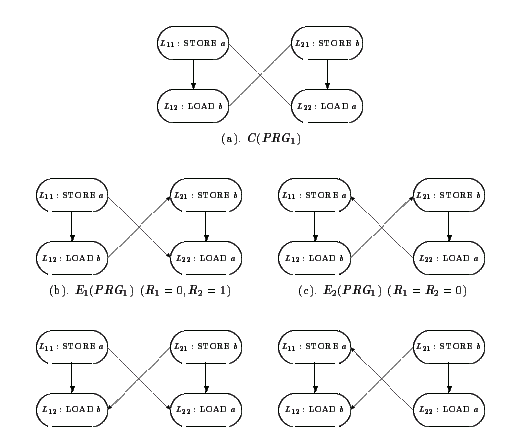 L11 : STORE a L21 : STORE b
L12 : LOAD b L22 : LOAD a
(a). C(PRG1)
L11 : STORE a L21 : STORE b L11 : STORE a L21 : STORE b
L12 : LOAD b L22 : LOAD a L12 : LOAD b L22 : LOAD a
(b). E1(PRG1) (R1 = 0, R2 = 1) (c). E2(PRG1) (R1 = R2 = 0)
L11 : STORE a L21 : STORE b L11 : STORE a L21 : STORE b
L12 : LOAD b L22 : LOAD a L12 : LOAD b L22 : LOAD a